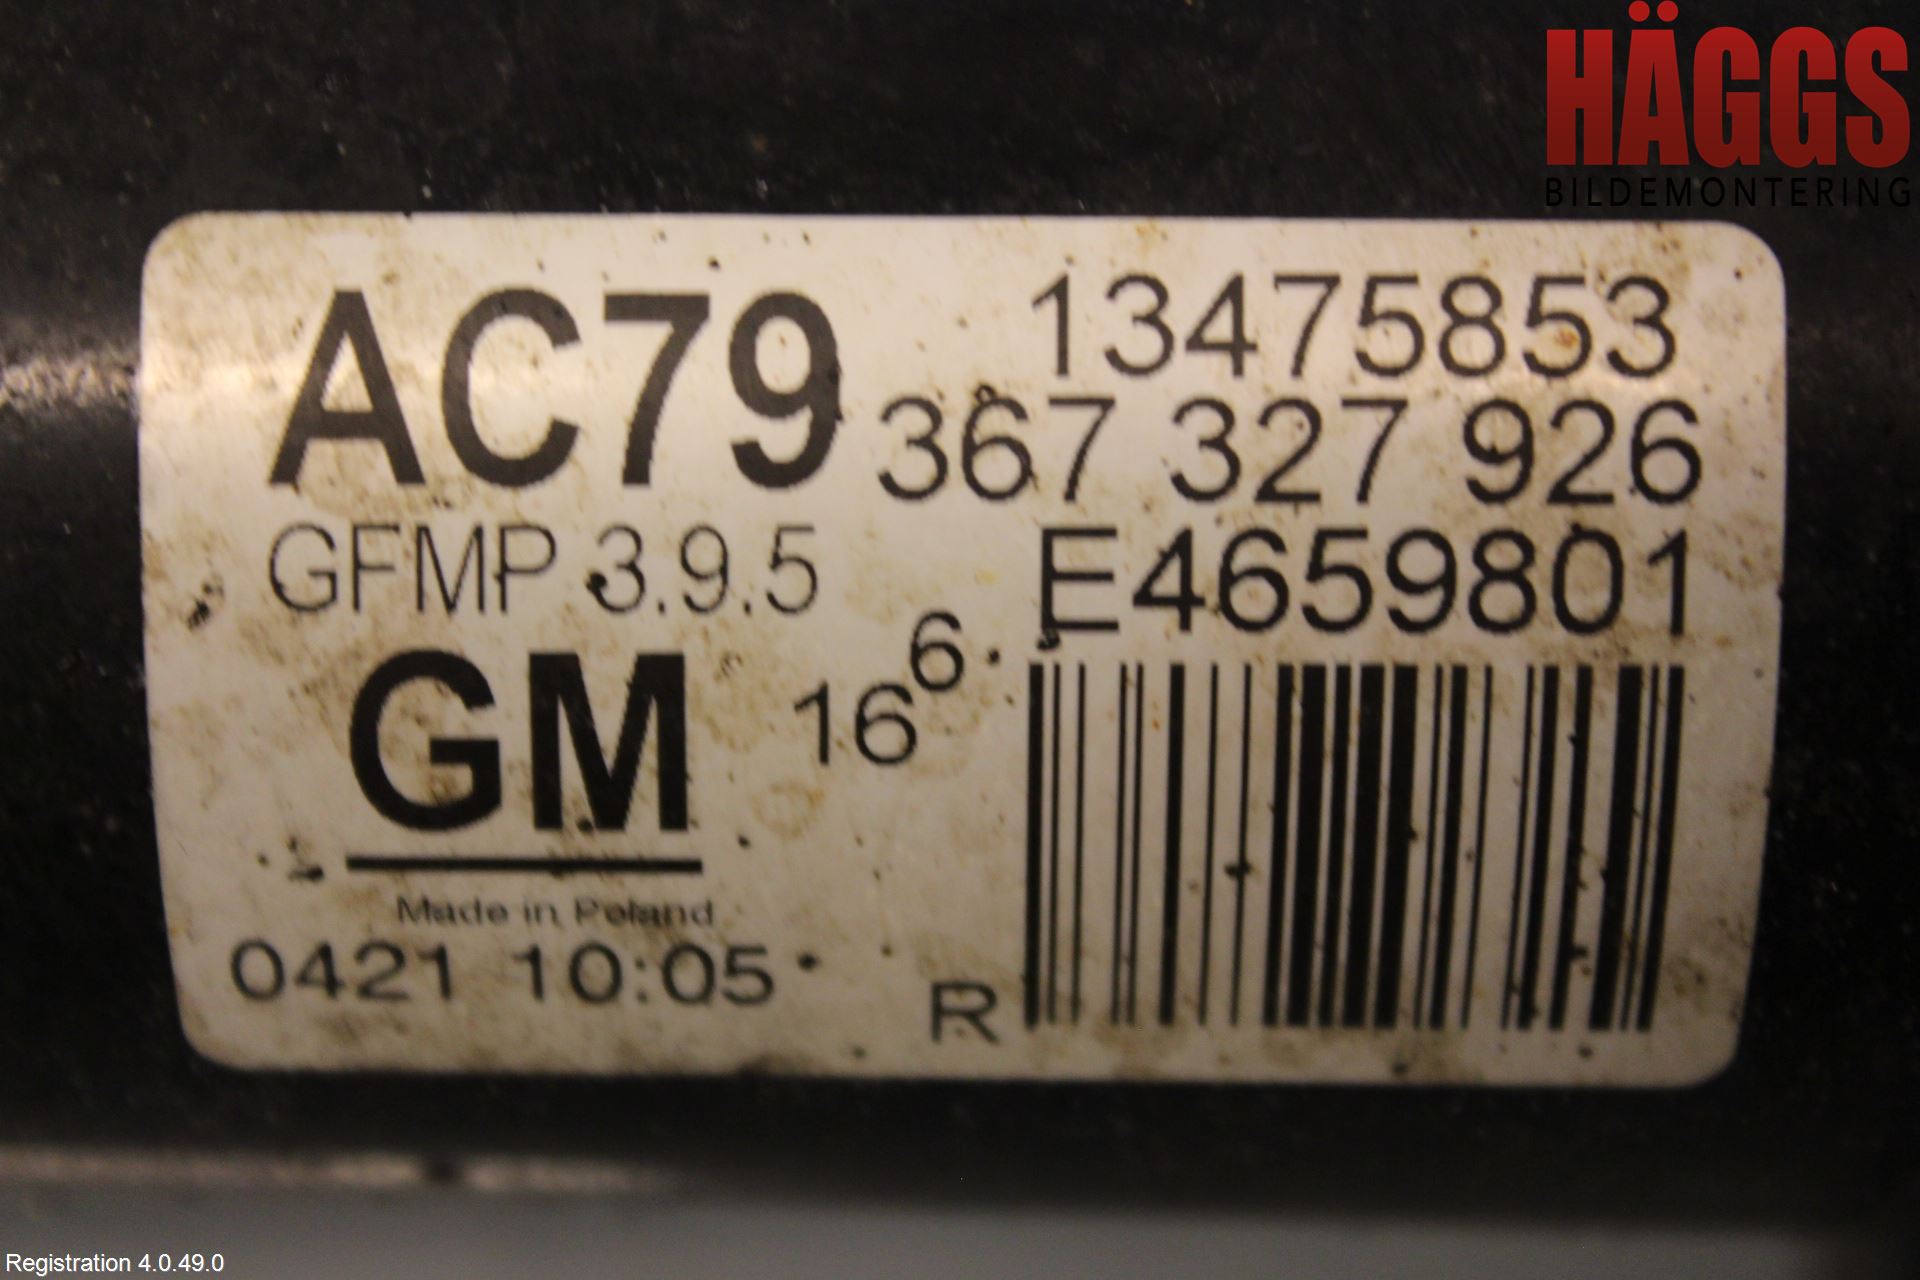 HÄGGS
BILDEMONTERING
AC79
13475853
367 327 926
GFMP 3.9.5
E4659801
16 6
GM
Made in Poland
0421 10:05
R
Registration 4.0.49.0